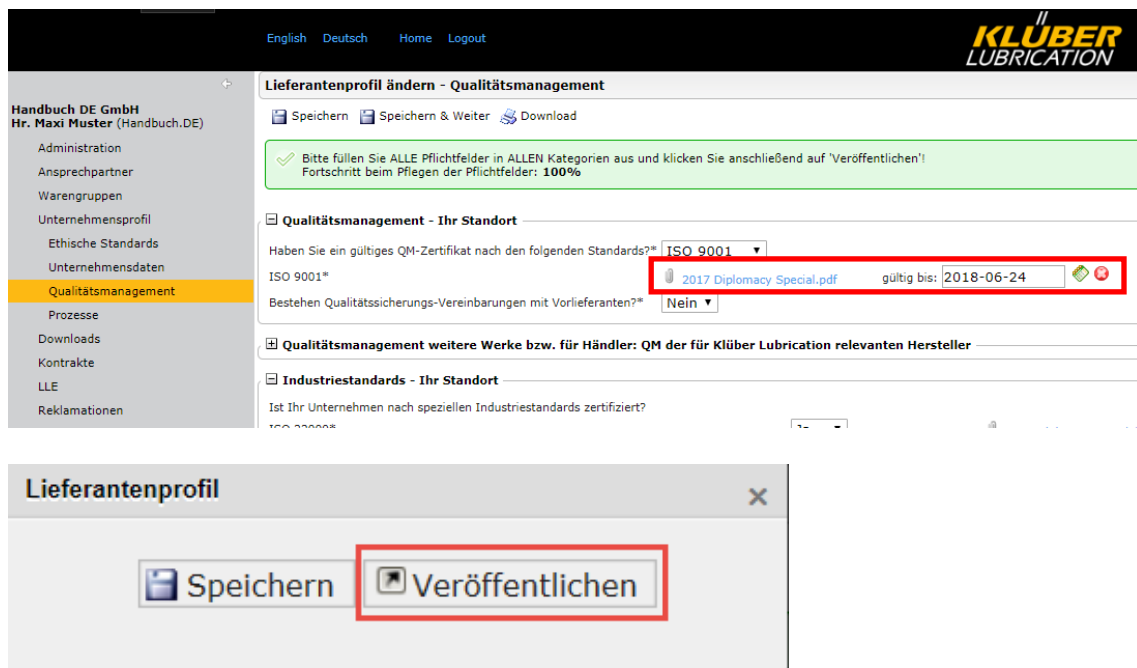 English Deutsch Home Logout
KLÜBER
LUBRICATION
Handbuch DE GmbH
Hr. Maxi Muster (Handbuch.DE)
Administration
Ansprechpartner
Warengruppen
Unternehmensprofil
Ethische Standards
Unternehmensdaten
Qualitätsmanagement
Prozesse
Downloads
Kontrakte
LLE
Reklamationen
Lieferantenprofil ändern - Qualitätsmanagement
Speichern Speichern & Weiter Download
Bitte füllen Sie ALLE Pflichtfelder in ALLEN Kategorien aus und klicken Sie anschließend auf 'Veröffentlichen'!
Fortschritt beim Pflegen der Pflichtfelder: 100%
Qualitätsmanagement - Ihr Standort
Haben Sie ein gültiges QM-Zertifikat nach den folgenden Standards?* ISO 9001
ISO 9001* 2017 Diplomacy Special.pdf gültig bis: 2018-06-24
Bestehen Qualitätssicherungs-Vereinbarungen mit Vorlieferanten?* Nein
Qualitätsmanagement weitere Werke bzw. für Händler: QM der für Klüber Lubrication relevanten Hersteller
Industriestandards - Ihr Standort
Ist Ihr Unternehmen nach speziellen Industriestandards zertifiziert?
Lieferantenprofil
Speichern Veröffentlichen